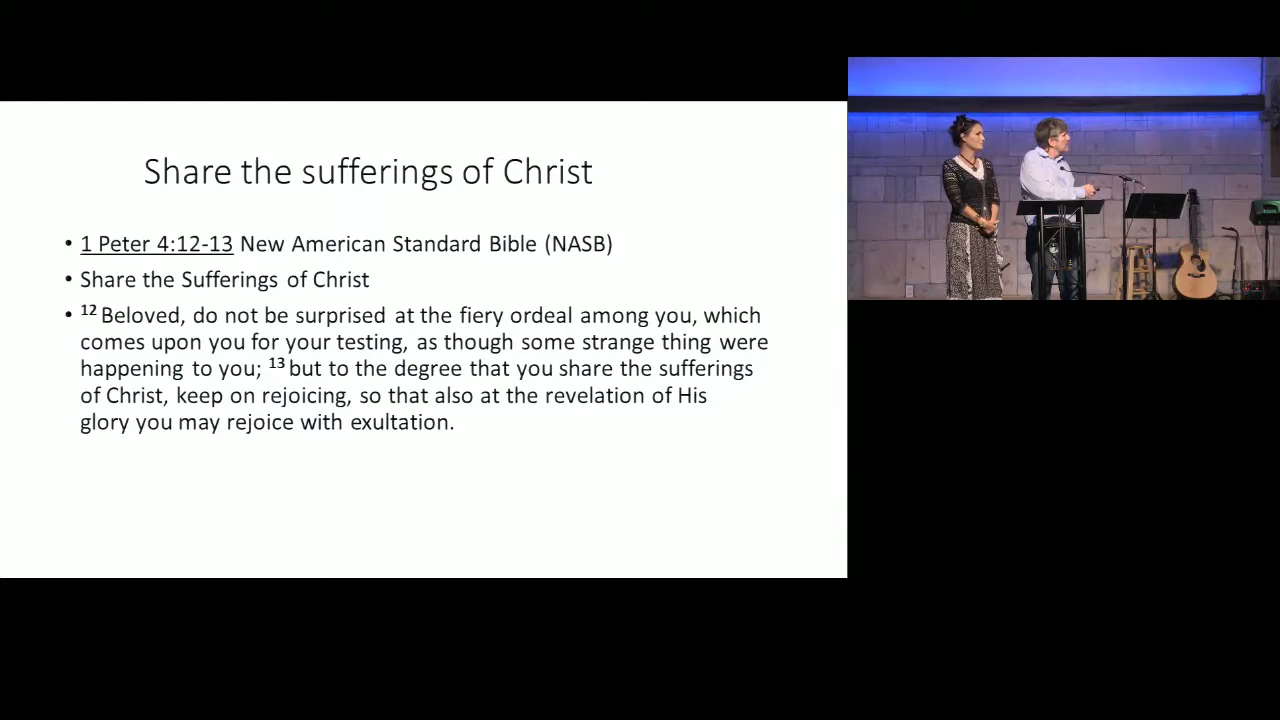 Share the sufferings of Christ
• 1 Peter 4:12-13 New American Standard Bible (NASB)
• Share the Sufferings of Christ
• 12 Beloved, do not be surprised at the fiery ordeal among you, which
comes upon you for your testing, as though some strange thing were
happening to you; 13 but to the degree that you share the sufferings
of Christ, keep on rejoicing, so that also at the revelation of His
glory you may rejoice with exultation.